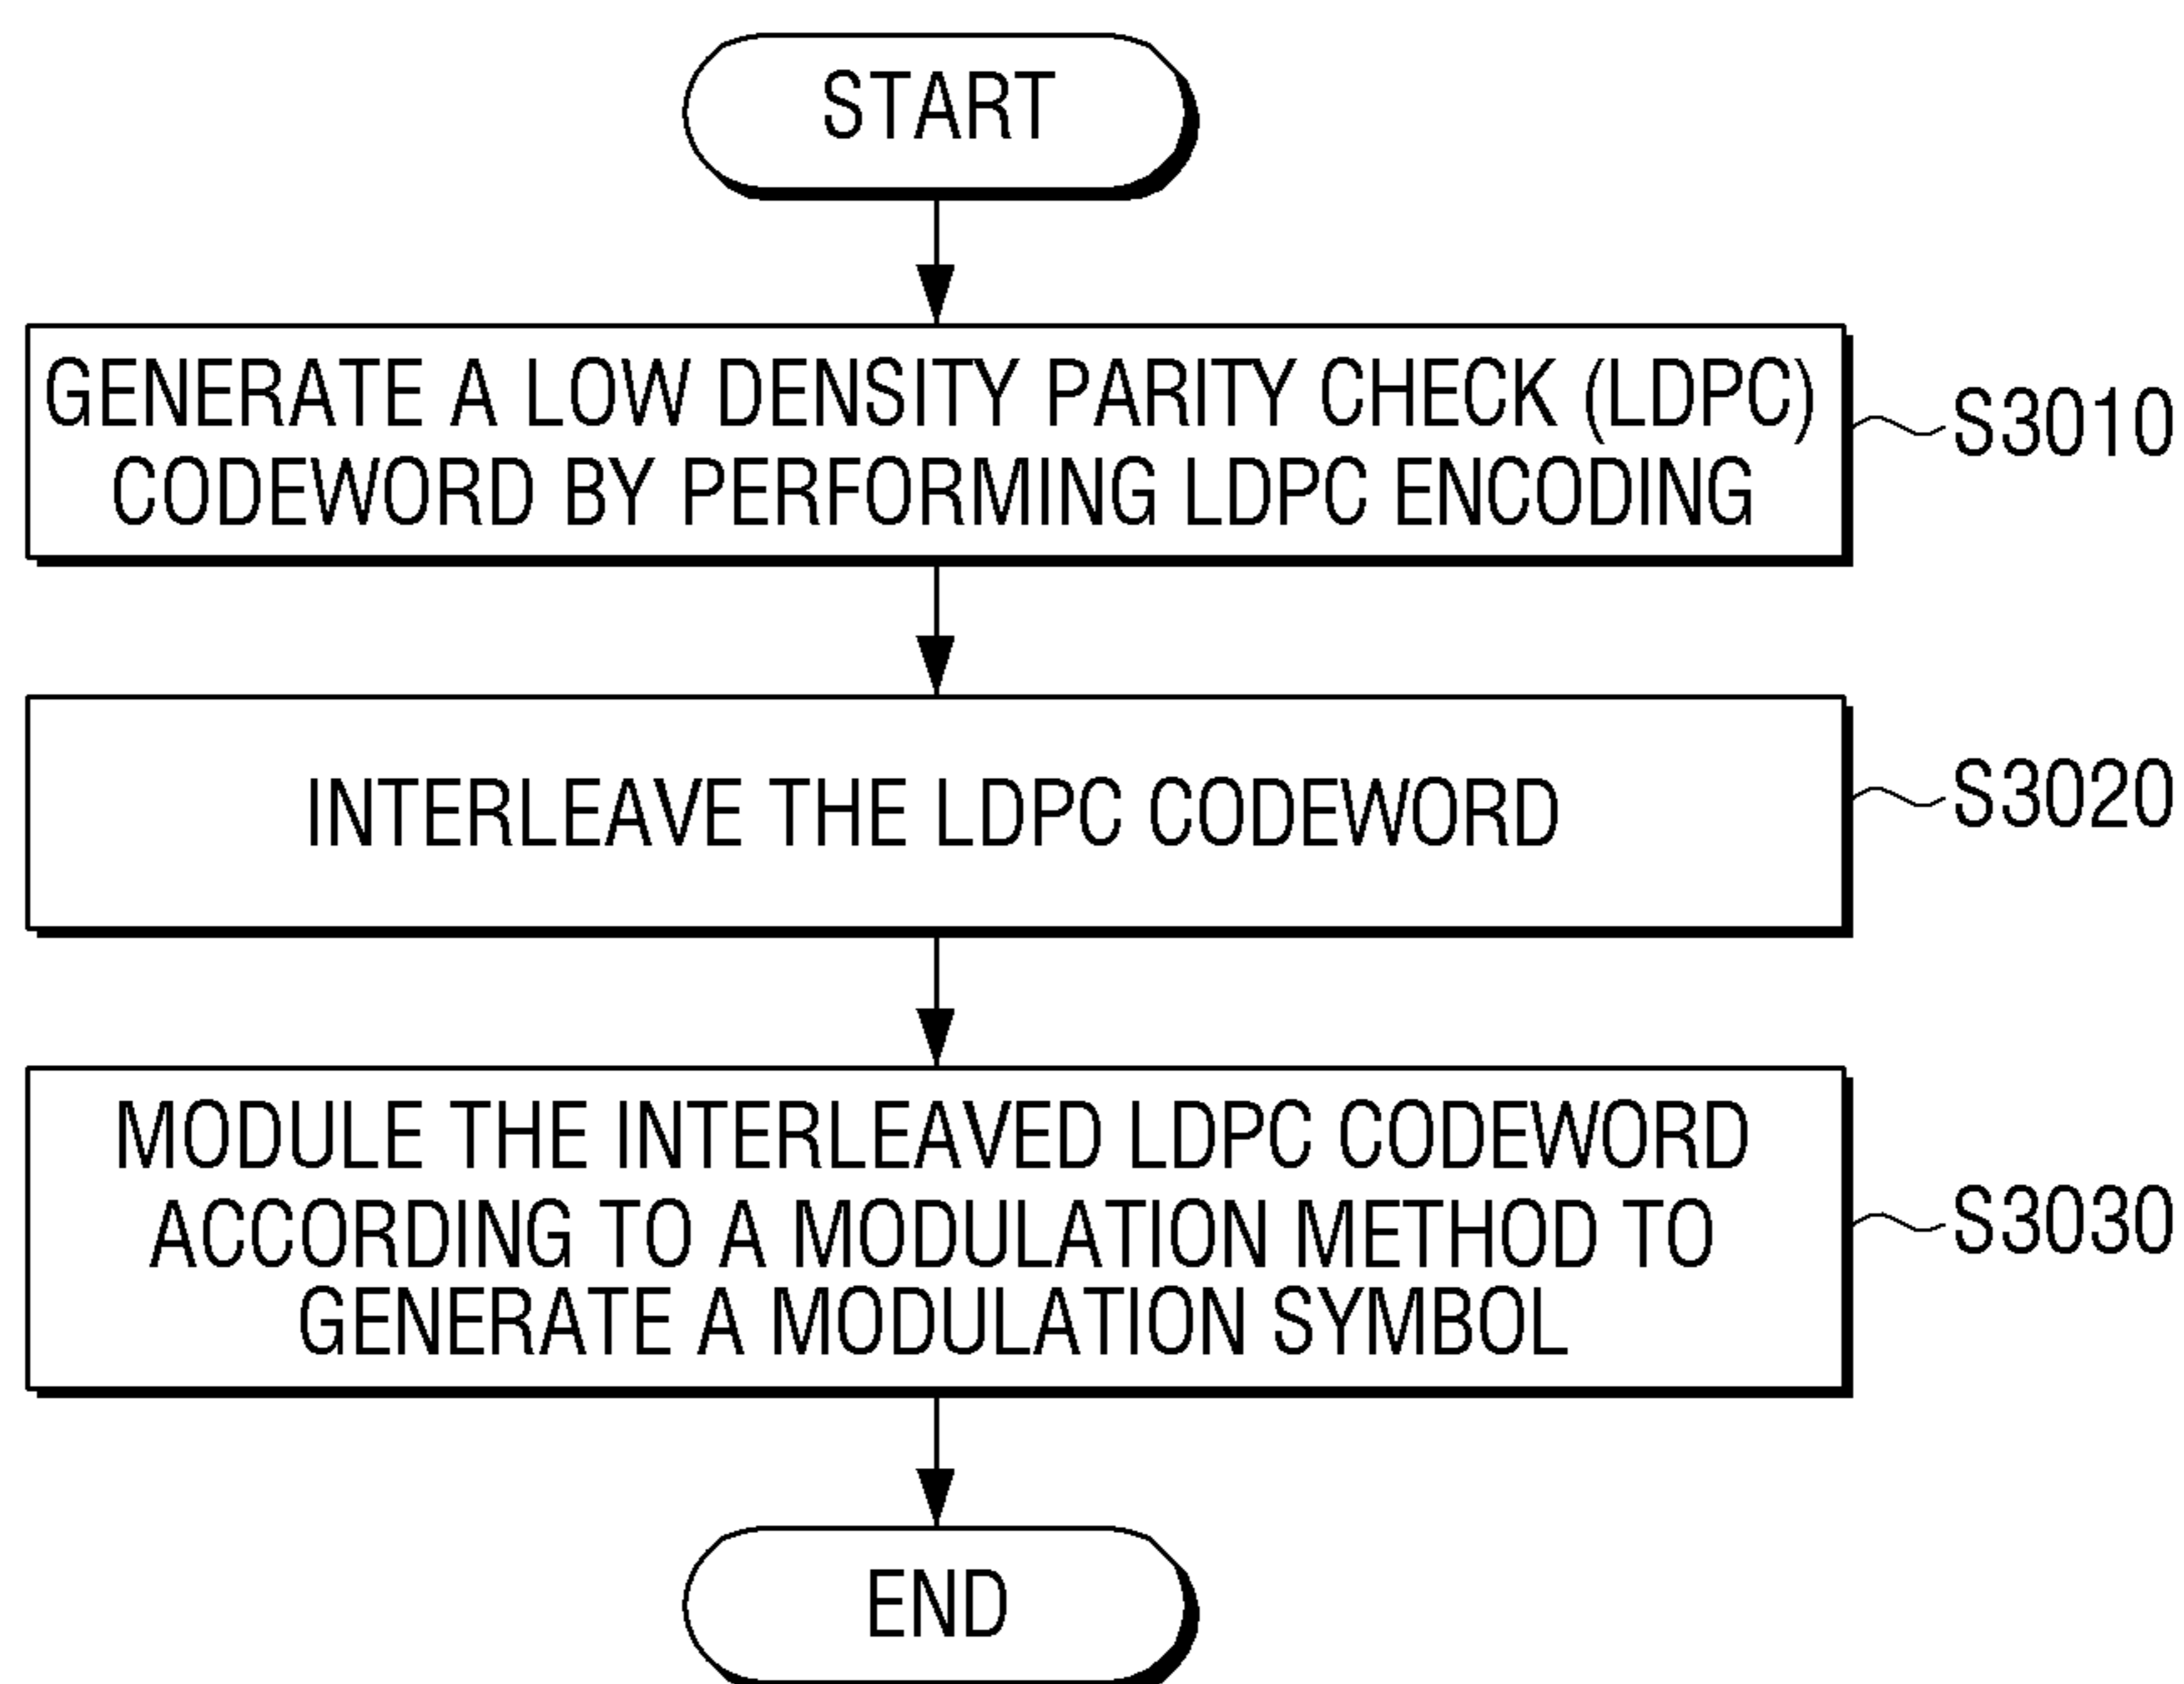 START
GENERATE A LOW DENSITY PARITY CHECK (LDPC)
CODEWORD BY PERFORMING LDPC ENCODING
S3010
INTERLEAVE THE LDPC CODEWORD
S3020
MODULE THE INTERLEAVED LDPC CODEWORD
ACCORDING TO A MODULATION METHOD TO
GENERATE A MODULATION SYMBOL
S3030
END